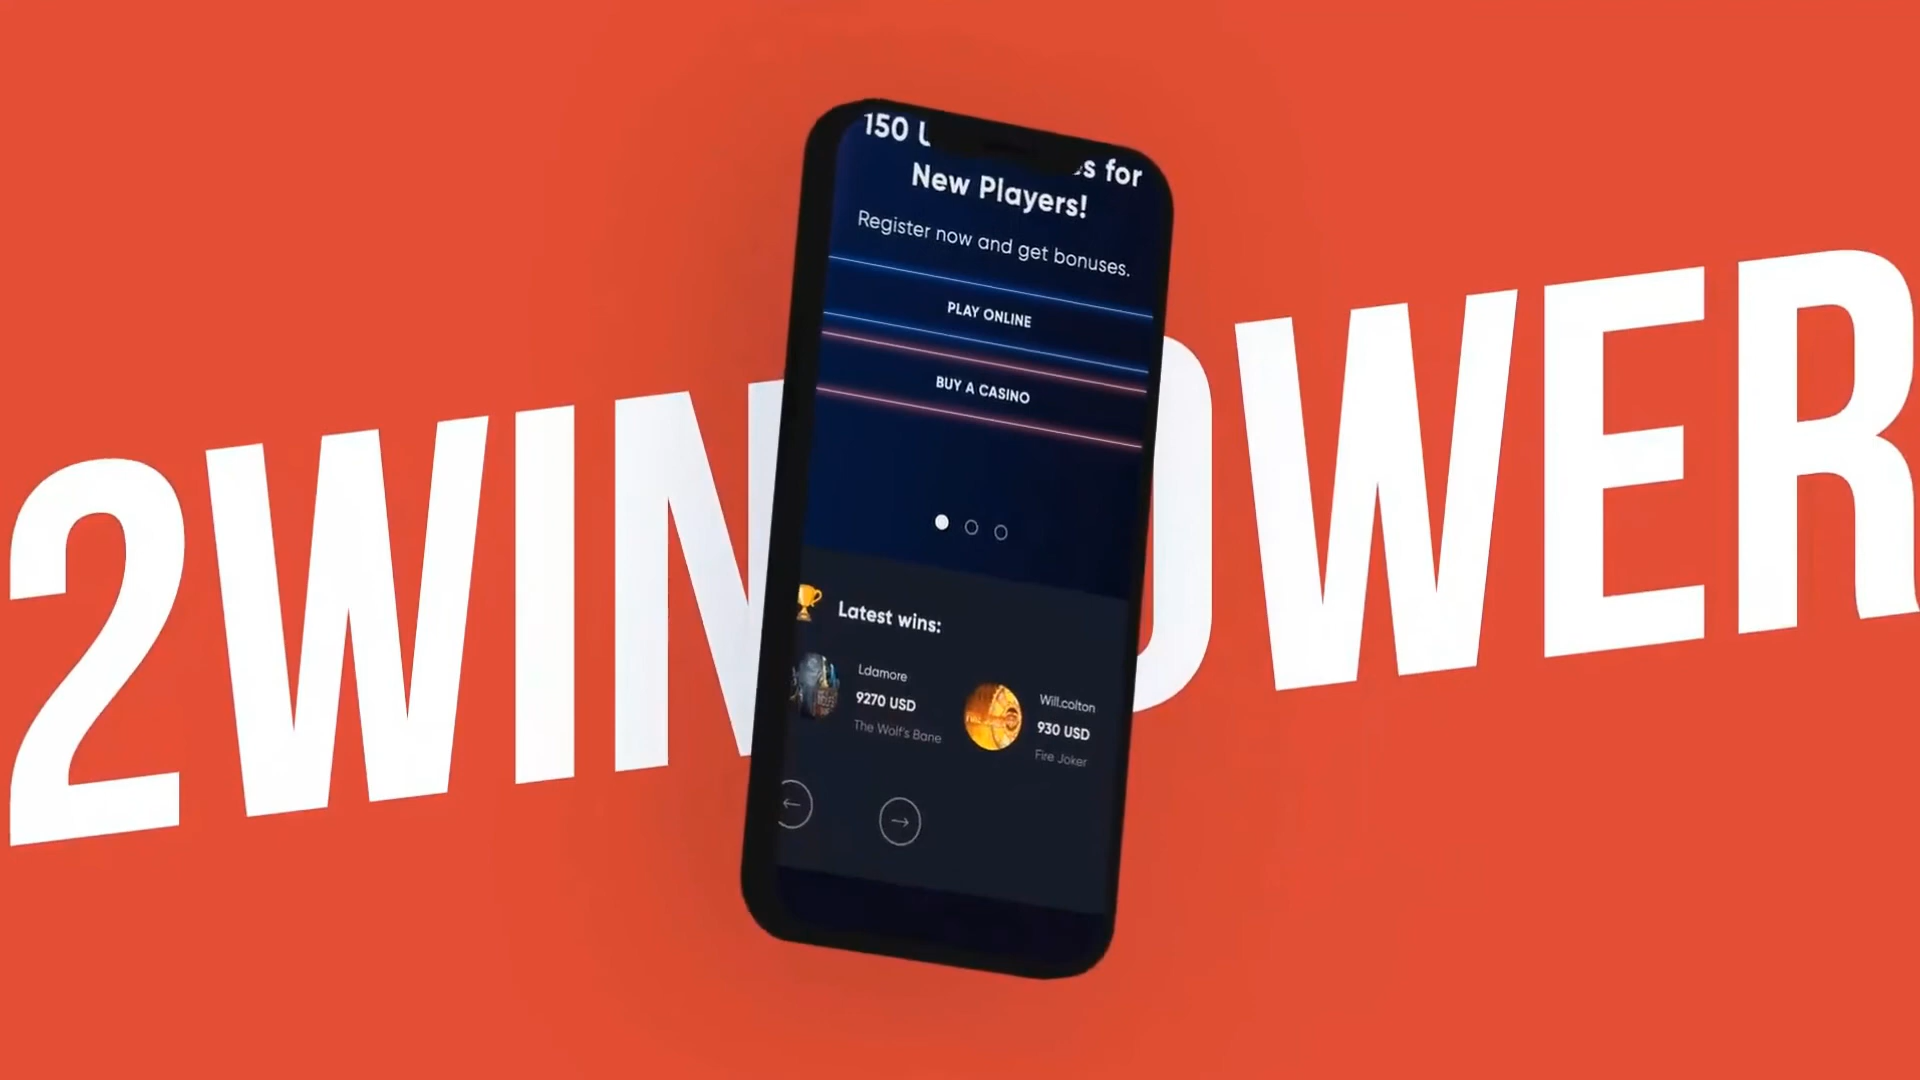 2WIN OWER
150 for
New Players!
Register now and get bonuses.
PLAY ONLINE
BUY A CASINO
Latest wins:
Ldamore
9270 USD
The Wolf's Bane
Will.colton
930 USD
Fire Joker